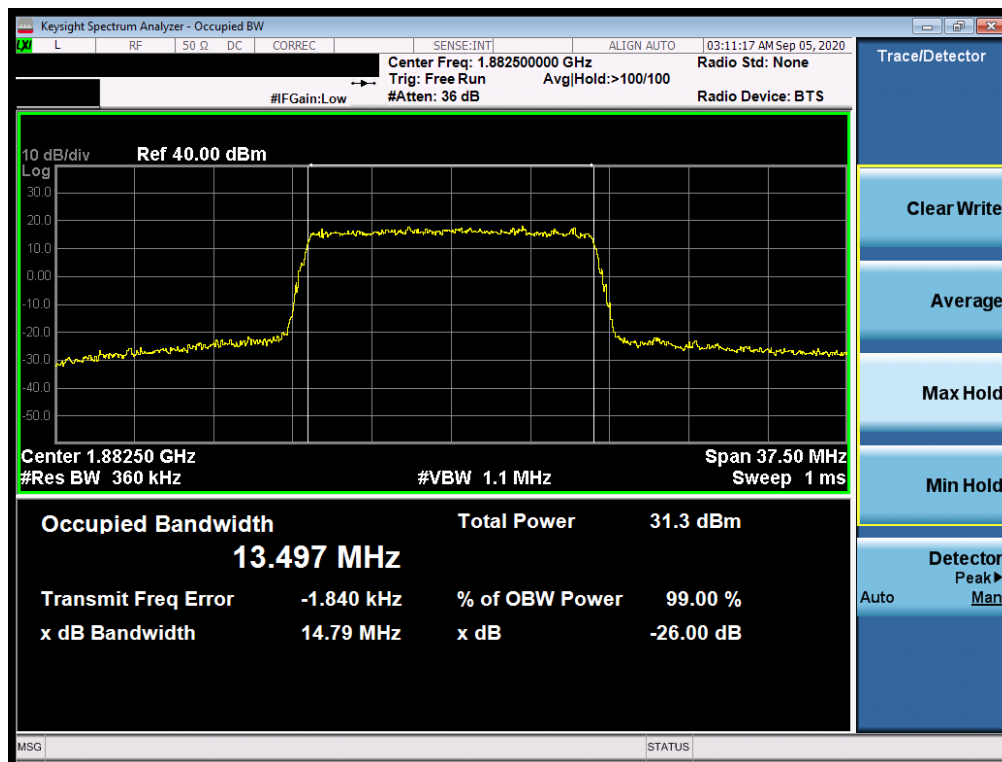 Keysight Spectrum Analyzer - Occupied BW
LXI L RF 50 Ω DC CORREC SENSE:INT ALIGN AUTO 03:11:17 AM Sep 05, 2020
Center Freq: 1.882500000 GHz Radio Std: None
Trig: Free Run Avg|Hold:>100/100
#IFGain:Low #Atten: 36 dB Radio Device: BTS
10 dB/div Ref 40.00 dBm
Log
30.0
20.0
10.0
0.00
-10.0
-20.0
-30.0
-40.0
-50.0
Center 1.88250 GHz Span 37.50 MHz
#Res BW 360 kHz #VBW 1.1 MHz Sweep 1 ms
Occupied Bandwidth Total Power 31.3 dBm
13.497 MHz
Transmit Freq Error -1.840 kHz % of OBW Power 99.00 %
x dB Bandwidth 14.79 MHz x dB -26.00 dB
MSG STATUS
Trace/Detector
Clear Write
Average
Max Hold
Min Hold
Detector
Peak▶
Auto Man